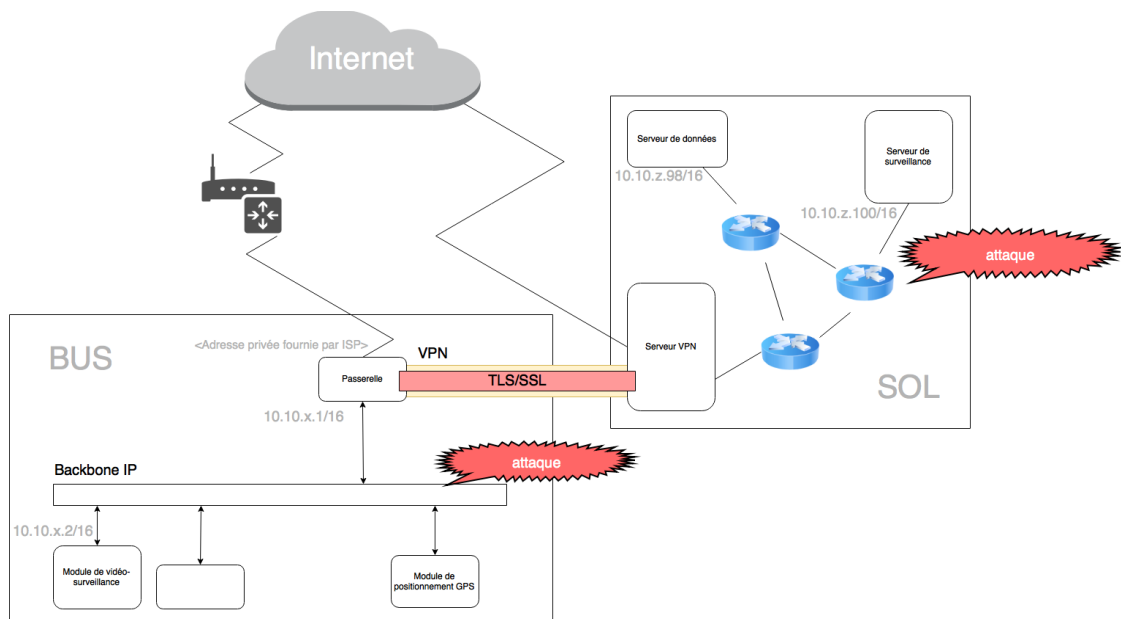 Internet
Serveur de données
10.10.z.98/16
Serveur de
surveillance
10.10.z.100/16
attaque
BUS
<Adresse privée fournie par ISP>
VPN
Passerelle
TLS/SSL
Serveur VPN
SOL
10.10.x.1/16
attaque
Backbone IP
10.10.x.2/16
Module de vidéo-
surveillance
Module de
positionnement GPS